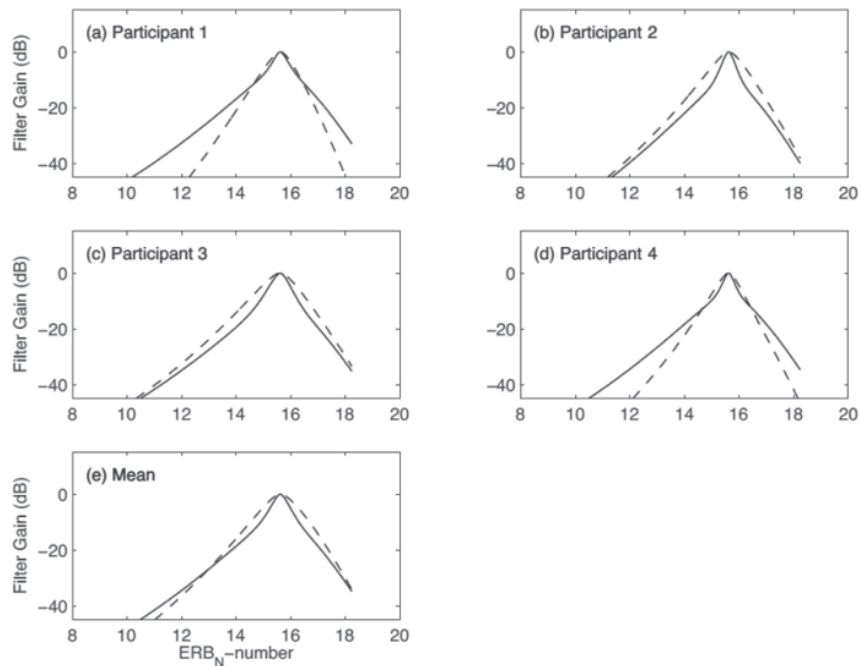 (a) Participant 1
Filter Gain (dB)
0
−20
−40
8 10 12 14 16 18 20
(b) Participant 2
0
−20
−40
8 10 12 14 16 18 20
(c) Participant 3
Filter Gain (dB)
0
−20
−40
8 10 12 14 16 18 20
(d) Participant 4
0
−20
−40
8 10 12 14 16 18 20
(e) Mean
Filter Gain (dB)
0
−20
−40
8 10 12 14 16 18 20
ERB_N−number